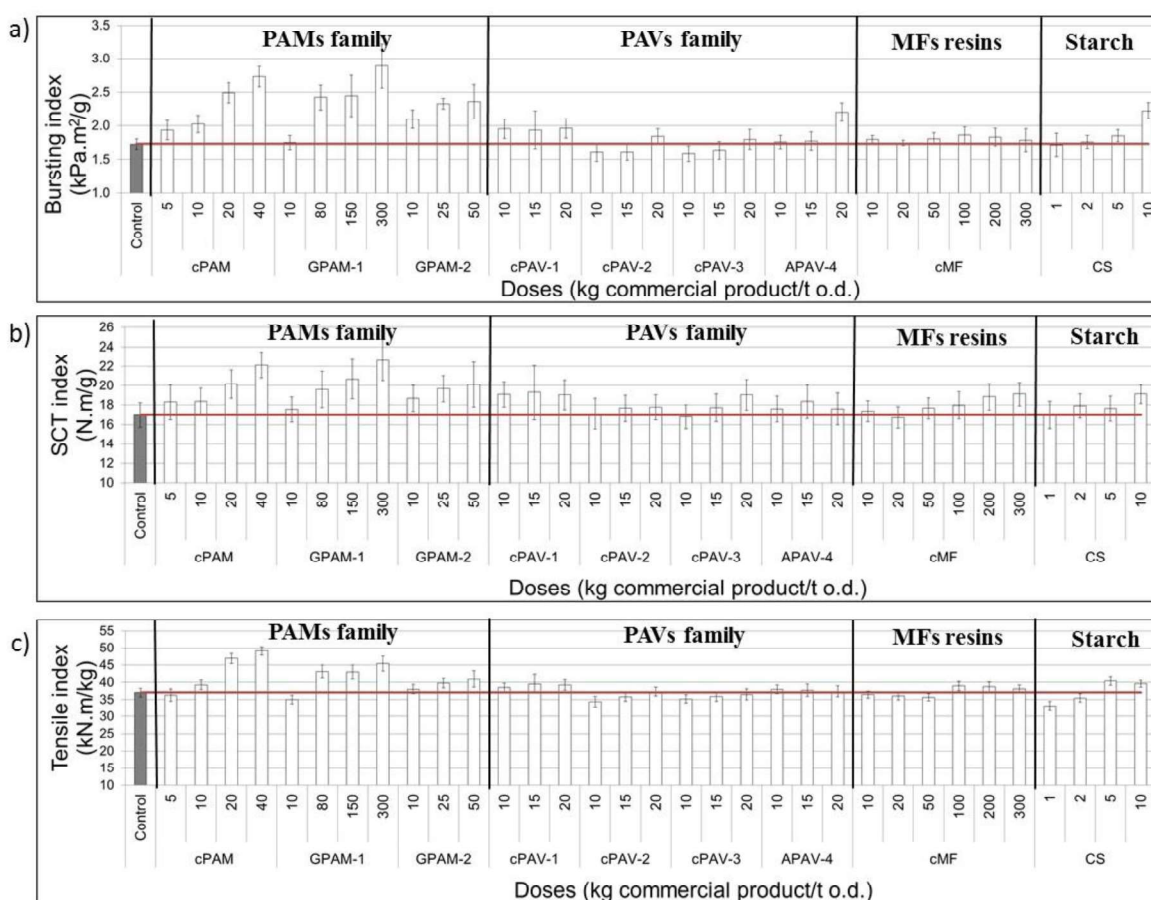 a)
PAMs family PAVs family MFs resins Starch
Bursting index
(kPa.m²/g)
3.5
3.0
2.5
2.0
1.5
1.0
Control 5 10 20 40 10 80 150 300 10 25 50 10 15 20 10 15 20 10 15 20 10 15 20 10 20 50 100 200 300 1 2 5 10
cPAM GPAM-1 GPAM-2 cPAV-1 cPAV-2 cPAV-3 APAV-4 cMF CS
Doses (kg commercial product/t o.d.)
b)
PAMs family PAVs family MFs resins Starch
SCT index
(N.m/g)
26
24
22
20
18
16
14
12
10
Control 5 10 20 40 10 80 150 300 10 25 50 10 15 20 10 15 20 10 15 20 10 15 20 10 20 50 100 200 300 1 2 5 10
cPAM GPAM-1 GPAM-2 cPAV-1 cPAV-2 cPAV-3 APAV-4 cMF CS
Doses (kg commercial product/t o.d.)
c)
PAMs family PAVs family MFs resins Starch
Tensile index
(kN.m/kg)
55
50
45
40
35
30
25
20
15
10
Control 5 10 20 40 10 80 150 300 10 25 50 10 15 20 10 15 20 10 15 20 10 15 20 10 20 50 100 200 300 1 2 5 10
cPAM GPAM-1 GPAM-2 cPAV-1 cPAV-2 cPAV-3 APAV-4 cMF CS
Doses (kg commercial product/t o.d.)